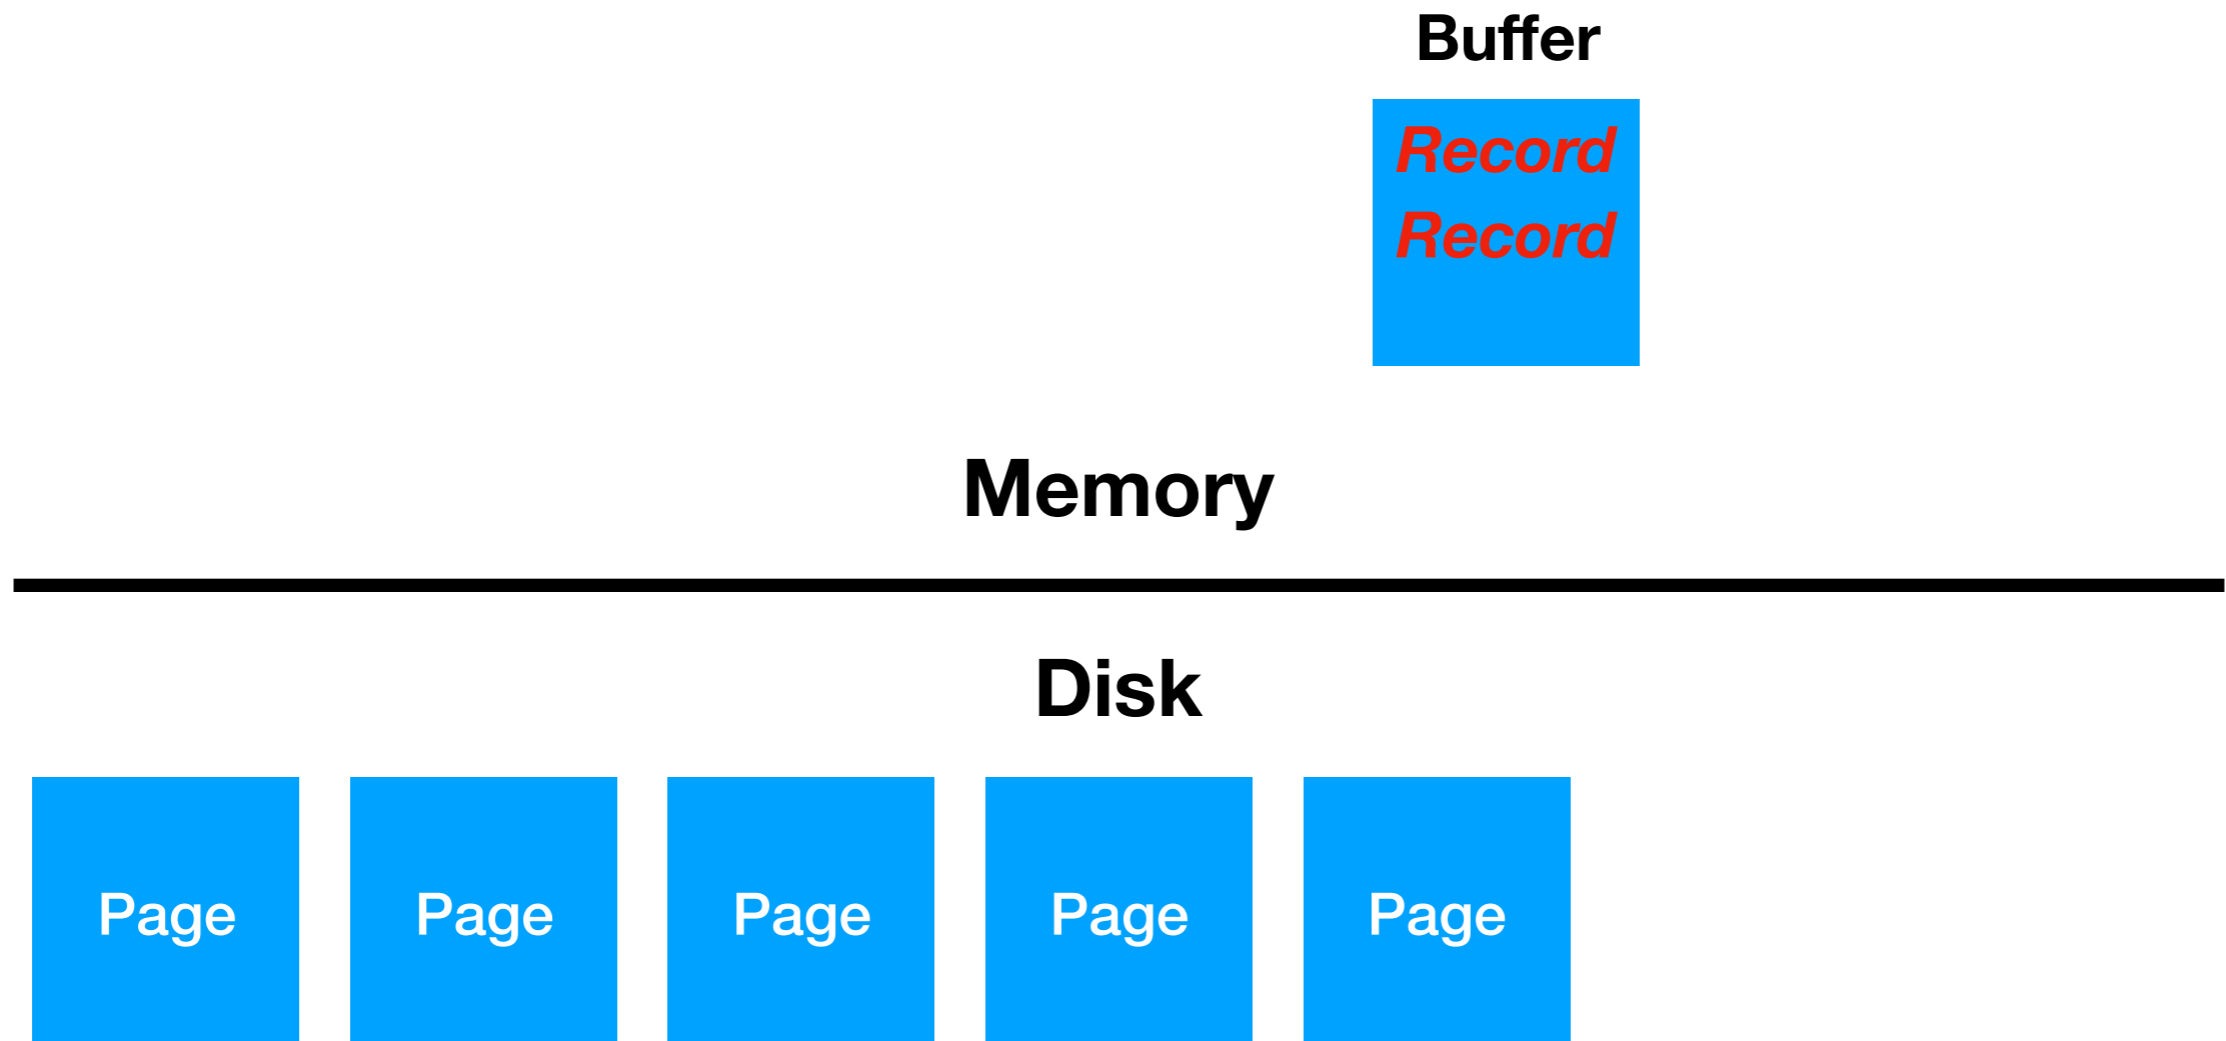 Buffer
Record
Record
Memory
Disk
Page Page Page Page Page